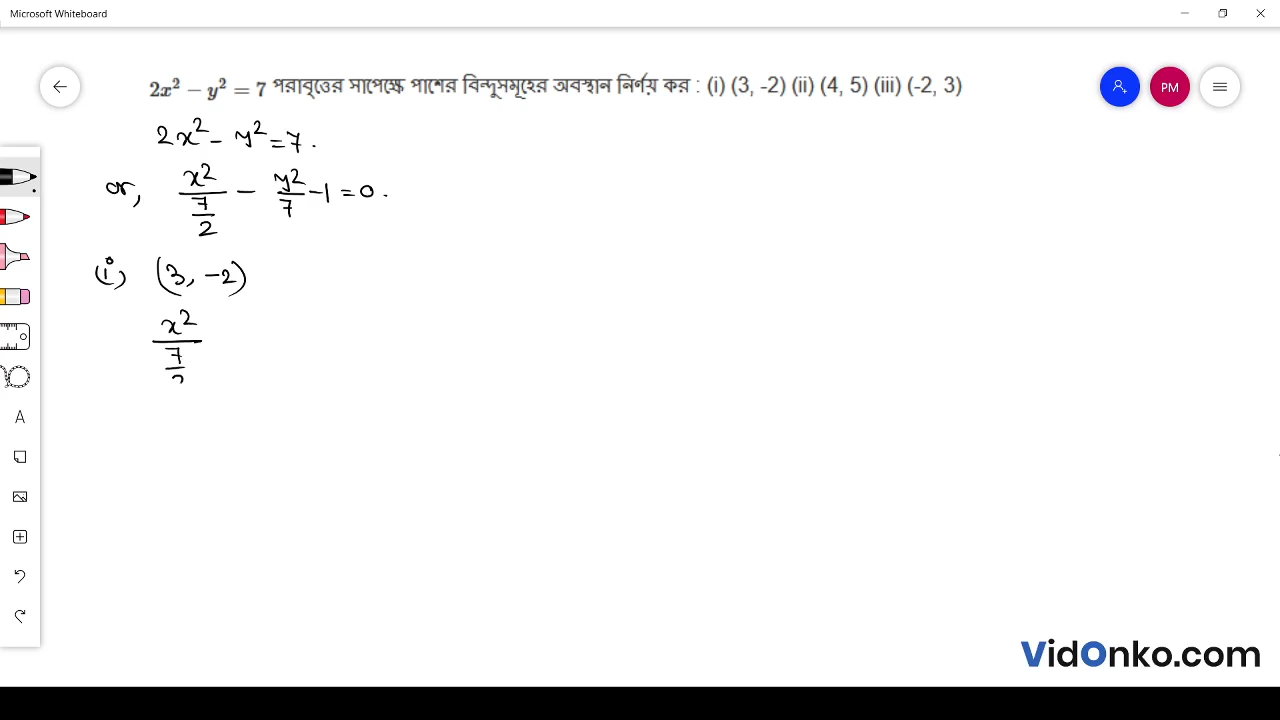 Microsoft Whiteboard
2x² − y² = 7 পরাবৃত্তের সাপেক্ষে পাশের বিন্দুসমূহের অবস্থান নির্ণয় কর : (i) (3, -2) (ii) (4, 5) (iii) (-2, 3)
PM
2x² - y² = 7.
or, x²/(7/2) - y²/7 - 1 = 0.
(i) (3, -2)
x²
7
A
VidOnko.com